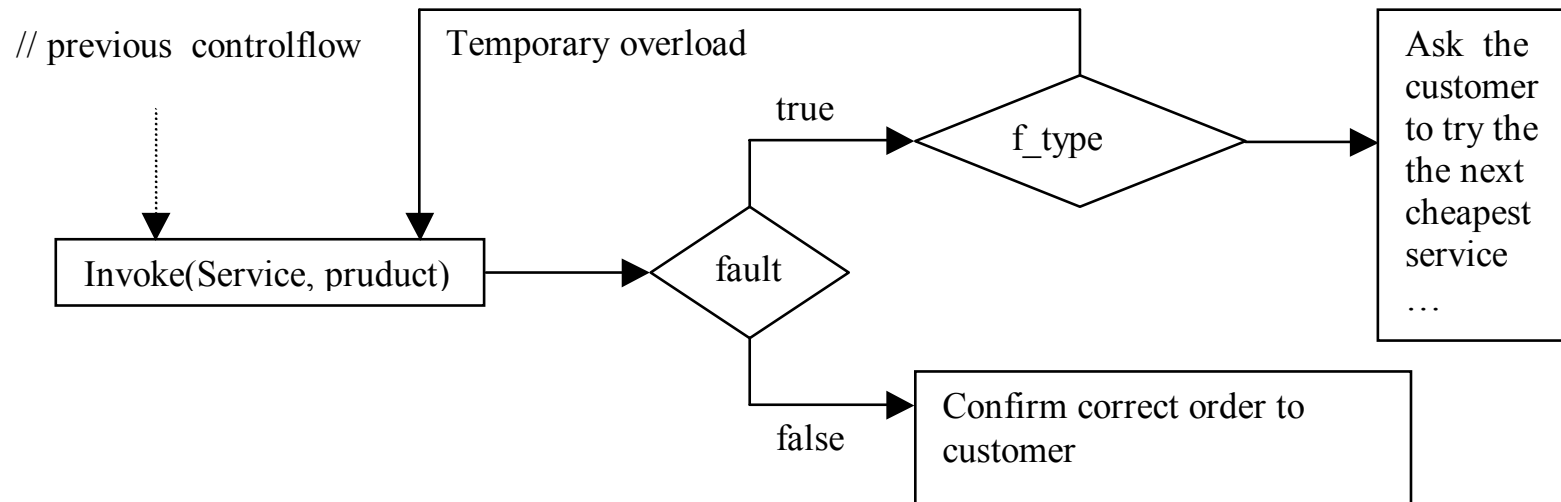 // previous controlflow
Temporary overload
Ask the
customer
to try the
the next
cheapest
service
…
true
f_type
Invoke(Service, pruduct)
fault
false
Confirm correct order to
customer